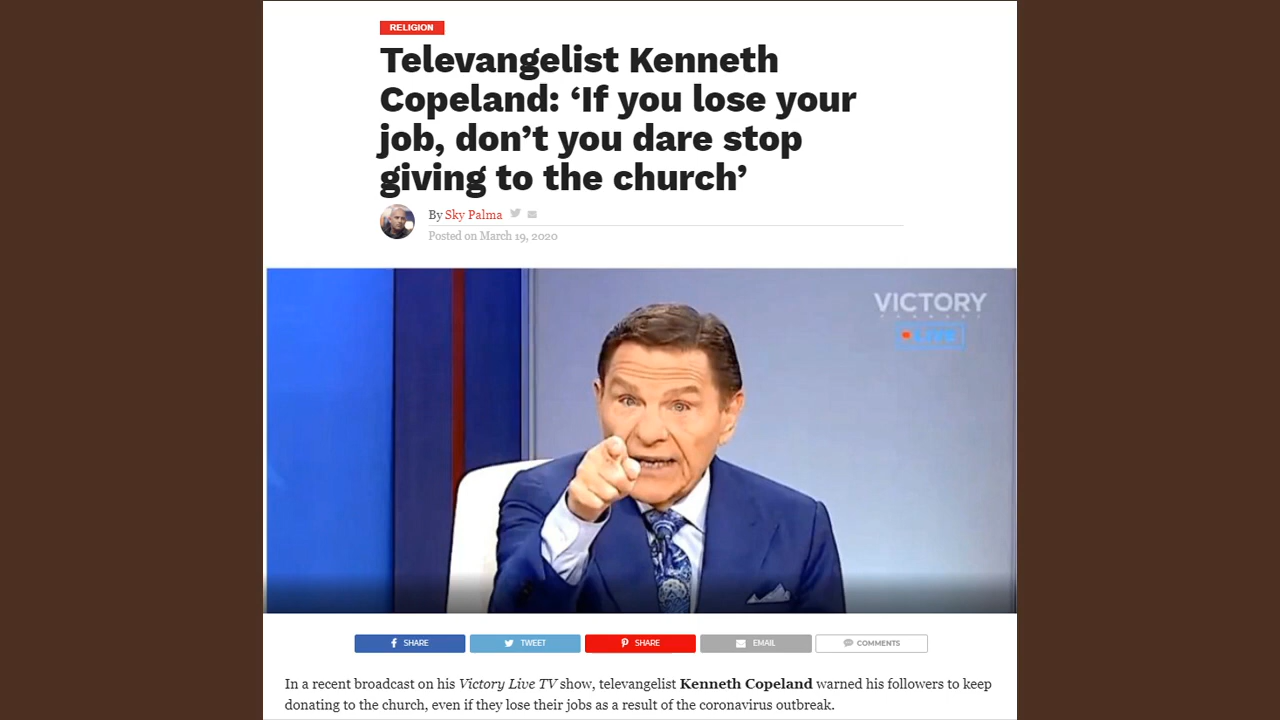 RELIGION
Televangelist Kenneth
Copeland: ‘If you lose your
job, don’t you dare stop
giving to the church’
By Sky Palma
Posted on March 19, 2020
VICTORY
LIVE
SHARE
TWEET
SHARE
EMAIL
COMMENTS
In a recent broadcast on his Victory Live TV show, televangelist Kenneth Copeland warned his followers to keep
donating to the church, even if they lose their jobs as a result of the coronavirus outbreak.